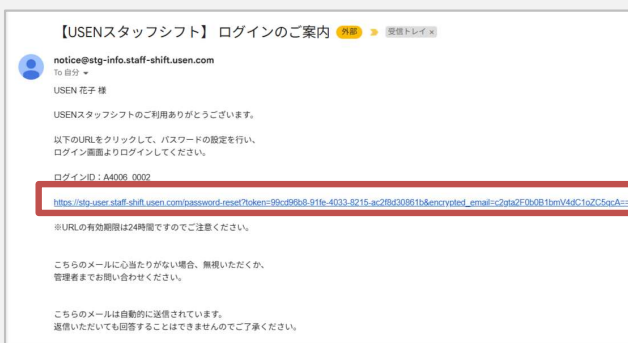 【USENスタッフシフト】 ログインのご案内 外部 受信トレイ ×
notice@stg-info.staff-shift.usen.com
To 自分
USEN 花子 様
USENスタッフシフトのご利用ありがとうございます。
以下のURLをクリックして、パスワードの設定を行い、
ログイン画面よりログインしてください。
ログインID：A4006_0002
https://stg-user.staff-shift.usen.com/password-reset?token=99cd96b8-91fe-4033-8215-ac2f8d30861b&encrypted_email=c2gta2F0b0B1bmV4dC1oZC5qcA==
※URLの有効期限は24時間ですのでご注意ください。
こちらのメールに心当たりがない場合、無視いただくか、
管理者までお問い合わせください。
こちらのメールは自動的に送信されています。
返信いただいても回答することはできませんのでご了承ください。